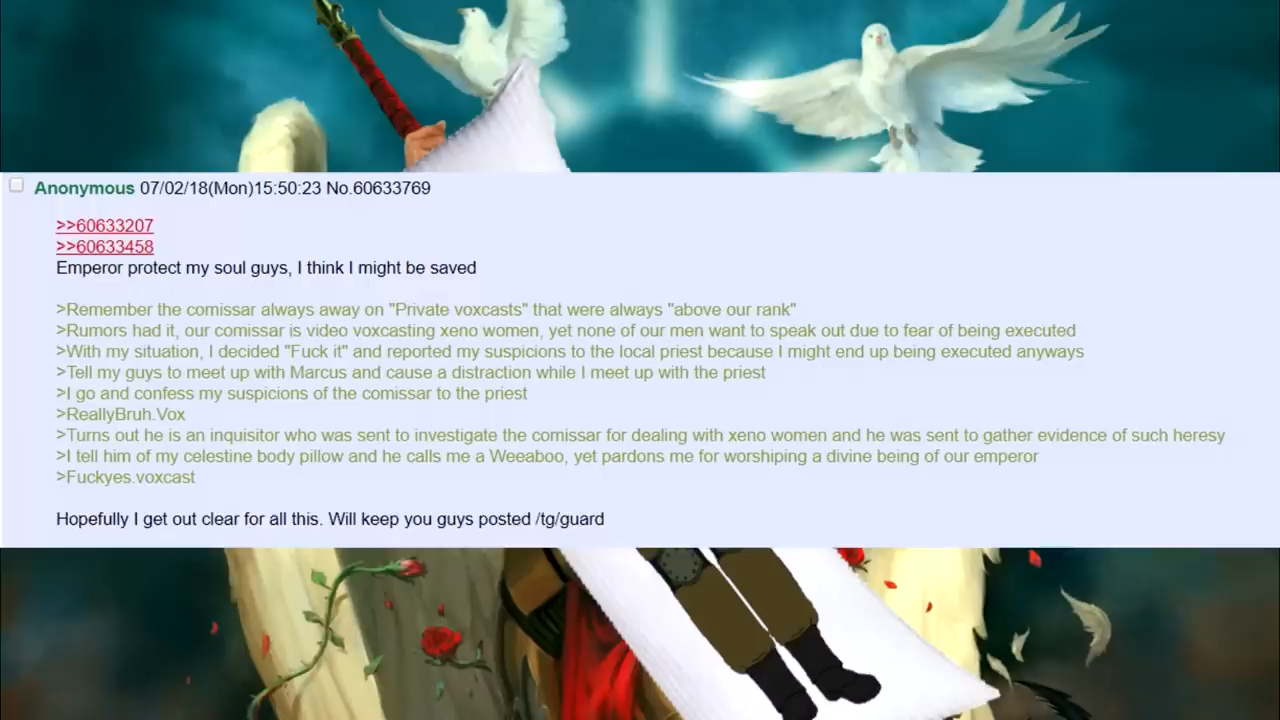 Anonymous 07/02/18(Mon)15:50:23 No.60633769
>>60633207
>>60633458
Emperor protect my soul guys, I think I might be saved
>Remember the comissar always away on "Private voxcasts" that were always "above our rank"
>Rumors had it, our comissar is video voxcasting xeno women, yet none of our men want to speak out due to fear of being executed
>With my situation, I decided "Fuck it" and reported my suspicions to the local priest because I might end up being executed anyways
>Tell my guys to meet up with Marcus and cause a distraction while I meet up with the priest
>I go and confess my suspicions of the comissar to the priest
>ReallyBruh.Vox
>Turns out he is an inquisitor who was sent to investigate the comissar for dealing with xeno women and he was sent to gather evidence of such heresy
>I tell him of my celestine body pillow and he calls me a Weeaboo, yet pardons me for worshiping a divine being of our emperor
>Fuckyes.voxcast
Hopefully I get out clear for all this. Will keep you guys posted /tg/guard